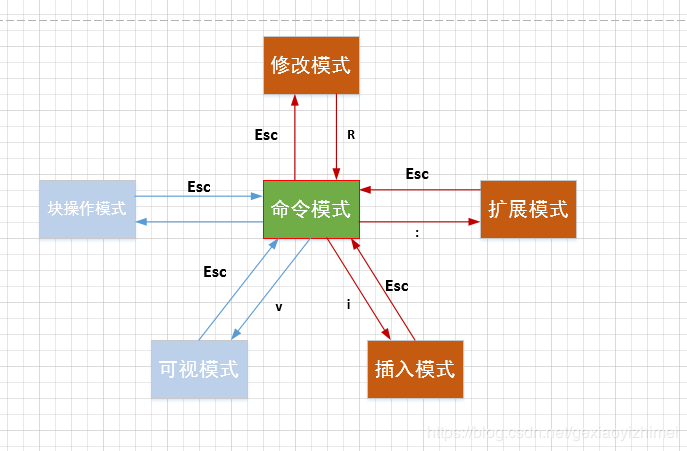 修改模式
Esc
R
块操作模式
Esc
命令模式
Esc
扩展模式
:
Esc
v
i
Esc
可视模式
插入模式
https://blog.csdn.net/gexiaoyizhimei